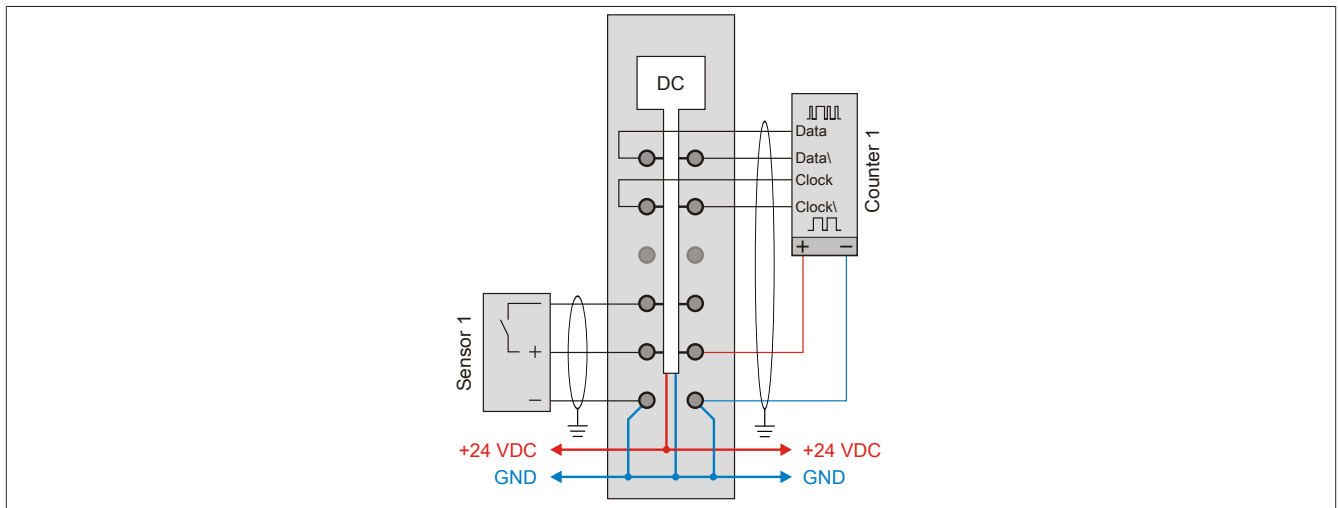 DC
Data
Data\
Clock
Clock\
Counter 1
+ −
Sensor 1
+
−
+24 VDC
+24 VDC
GND
GND